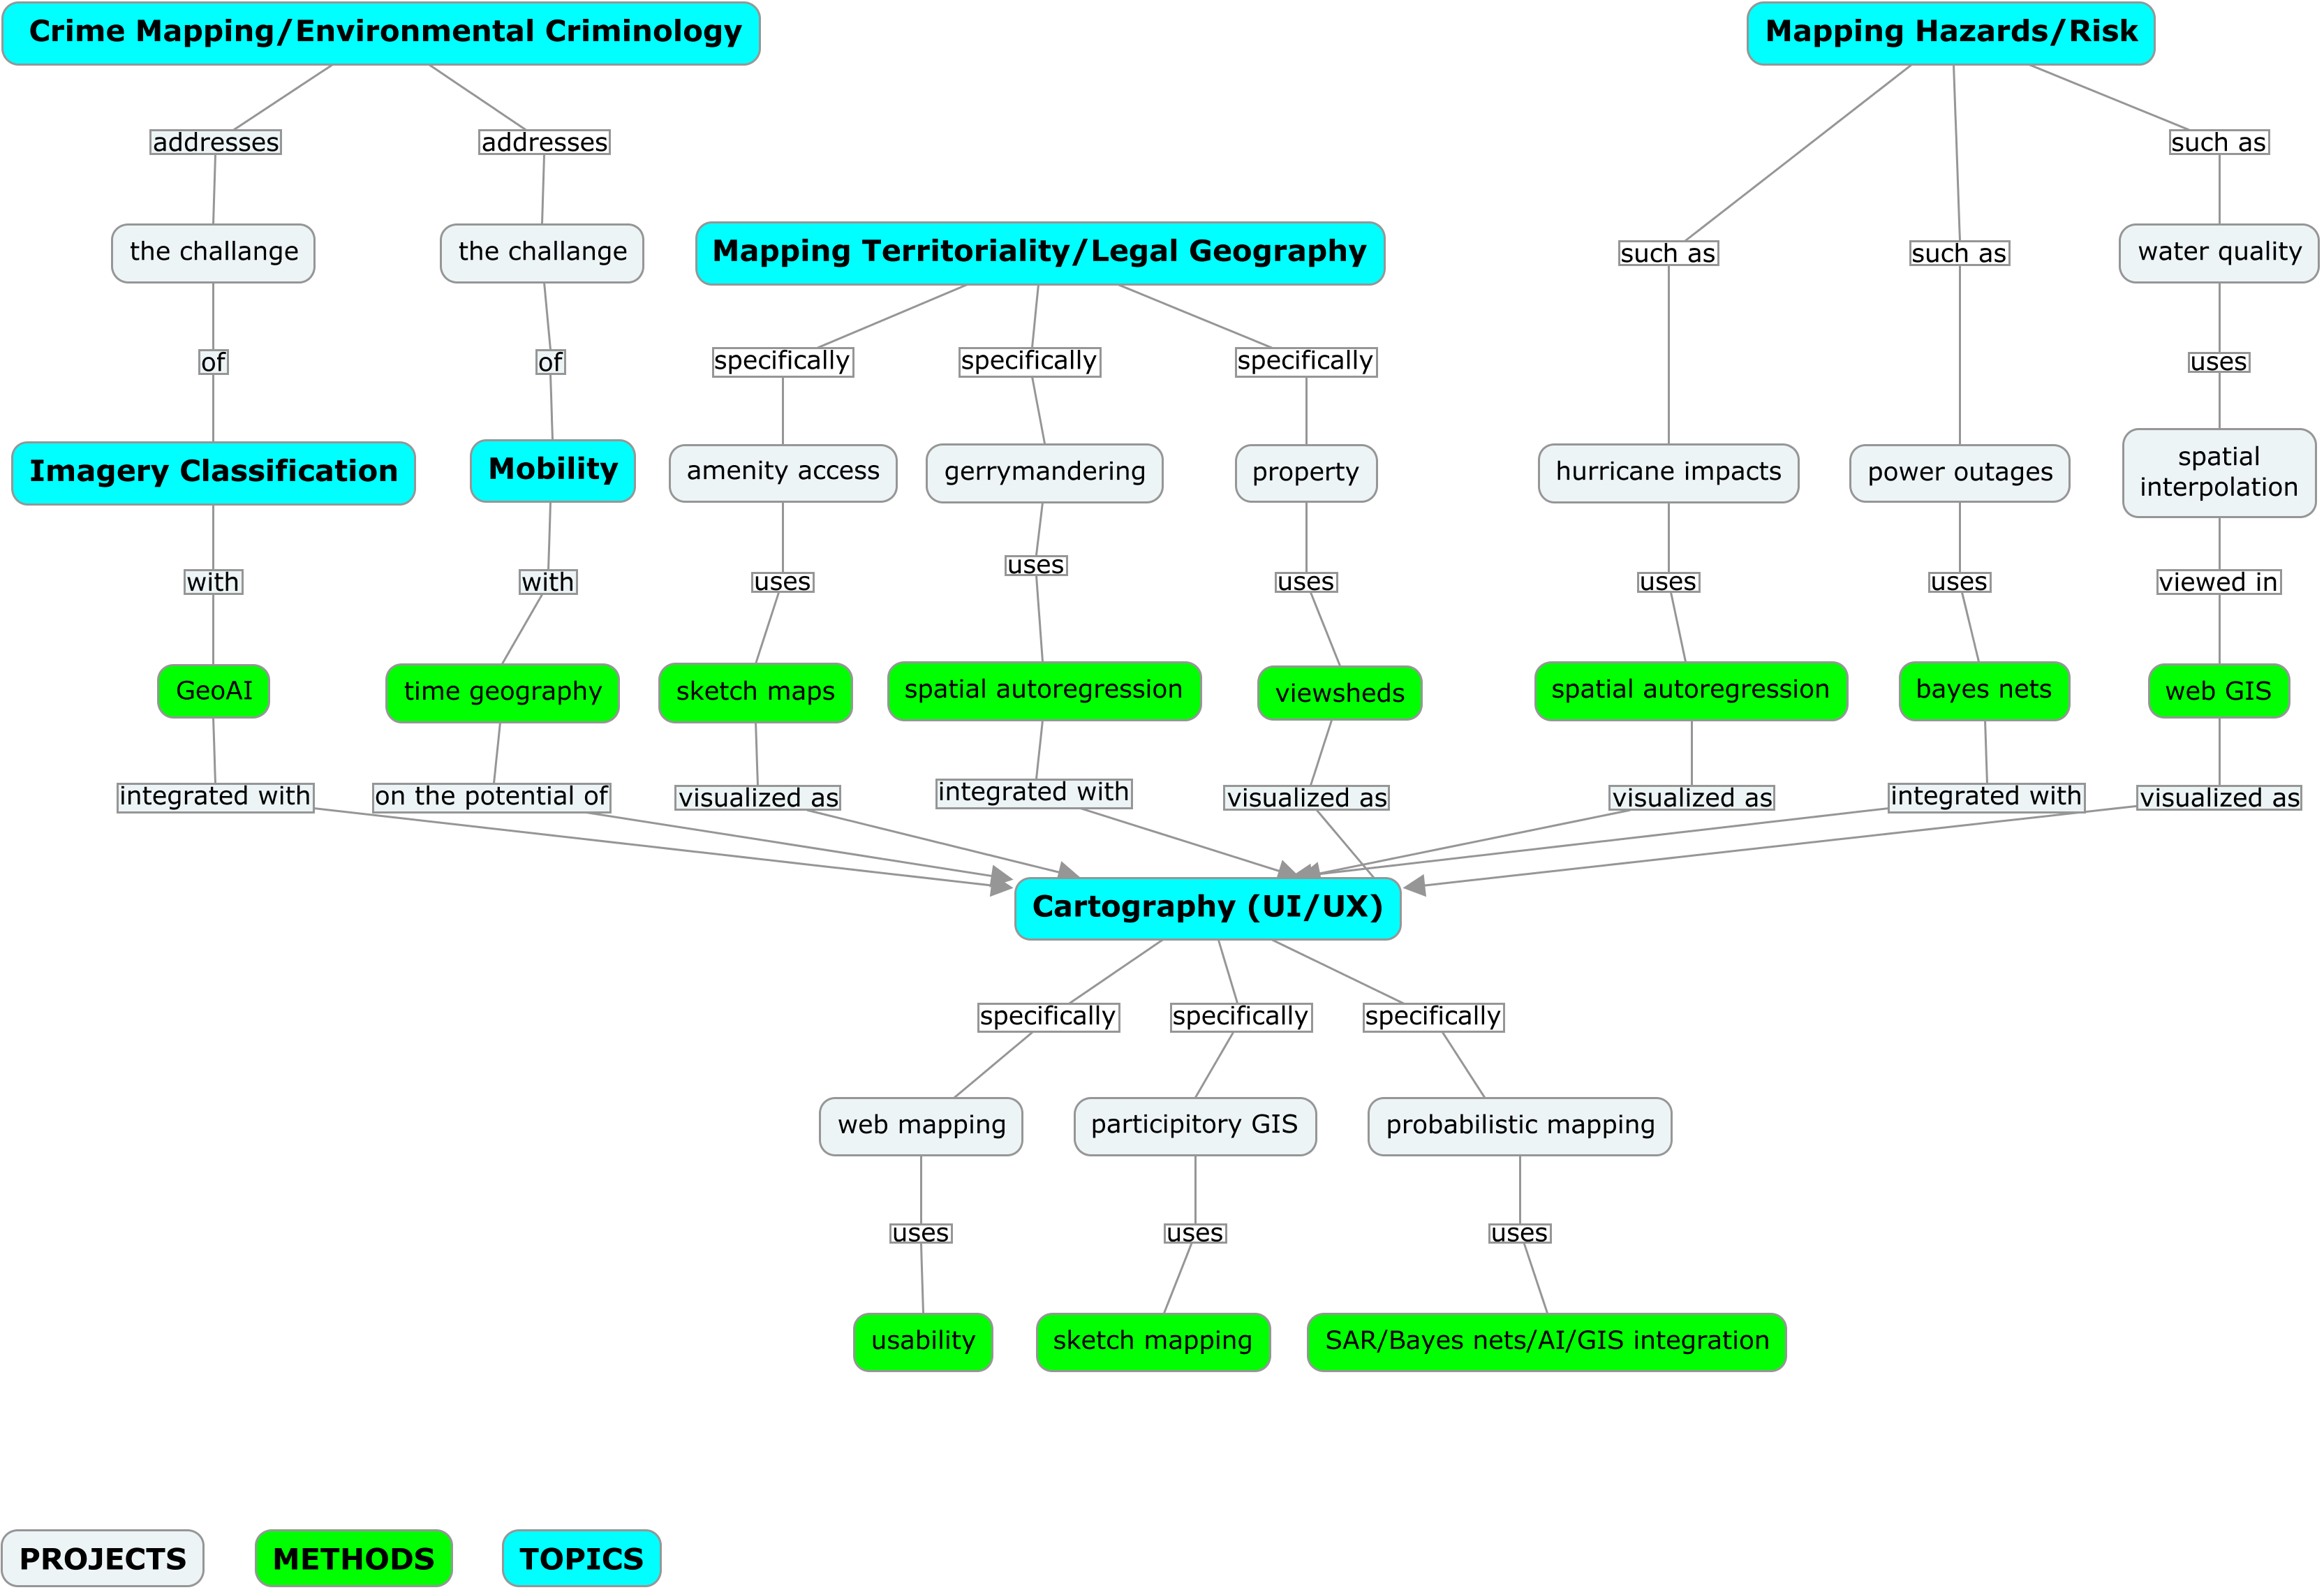 Crime Mapping/Environmental Criminology
Mapping Hazards/Risk
addresses
addresses
such as
the challange
the challange
Mapping Territoriality/Legal Geography
such as
such as
water quality
of
of
specifically
specifically
specifically
uses
Imagery Classification
Mobility
amenity access
gerrymandering
property
hurricane impacts
power outages
spatial
interpolation
with
with
uses
uses
uses
uses
uses
viewed in
GeoAI
time geography
sketch maps
spatial autoregression
viewsheds
spatial autoregression
bayes nets
web GIS
integrated with
on the potential of
visualized as
integrated with
visualized as
visualized as
integrated with
visualized as
Cartography (UI/UX)
specifically
specifically
specifically
web mapping
participitory GIS
probabilistic mapping
uses
uses
uses
usability
sketch mapping
SAR/Bayes nets/AI/GIS integration
PROJECTS
METHODS
TOPICS